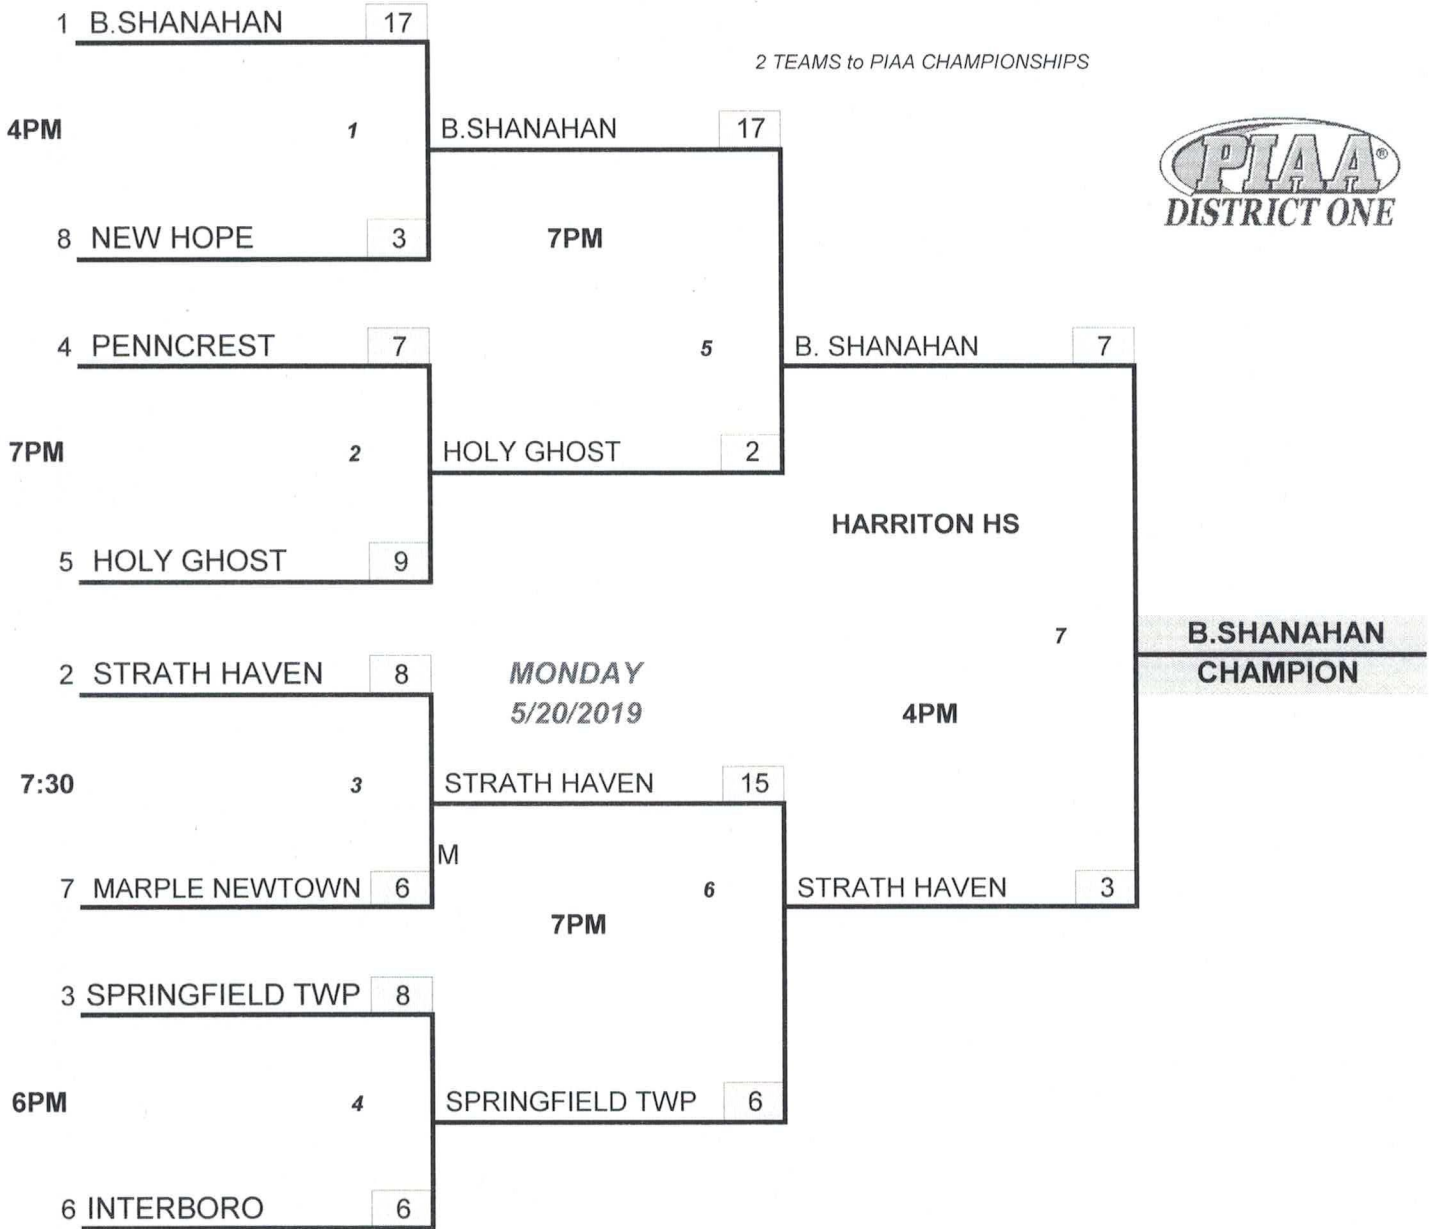 1 B.SHANAHAN 17
2 TEAMS to PIAA CHAMPIONSHIPS
4PM 1 B.SHANAHAN 17
PIAA®
DISTRICT ONE
8 NEW HOPE 3 7PM
4 PENNCREST 7 5 B. SHANAHAN 7
7PM 2 HOLY GHOST 2
HARRITON HS
5 HOLY GHOST 9
7 B.SHANAHAN
CHAMPION
2 STRATH HAVEN 8 MONDAY
5/20/2019 4PM
7:30 3 STRATH HAVEN 15
M
7 MARPLE NEWTOWN 6 6 STRATH HAVEN 3
7PM
3 SPRINGFIELD TWP 8
6PM 4 SPRINGFIELD TWP 6
6 INTERBORO 6